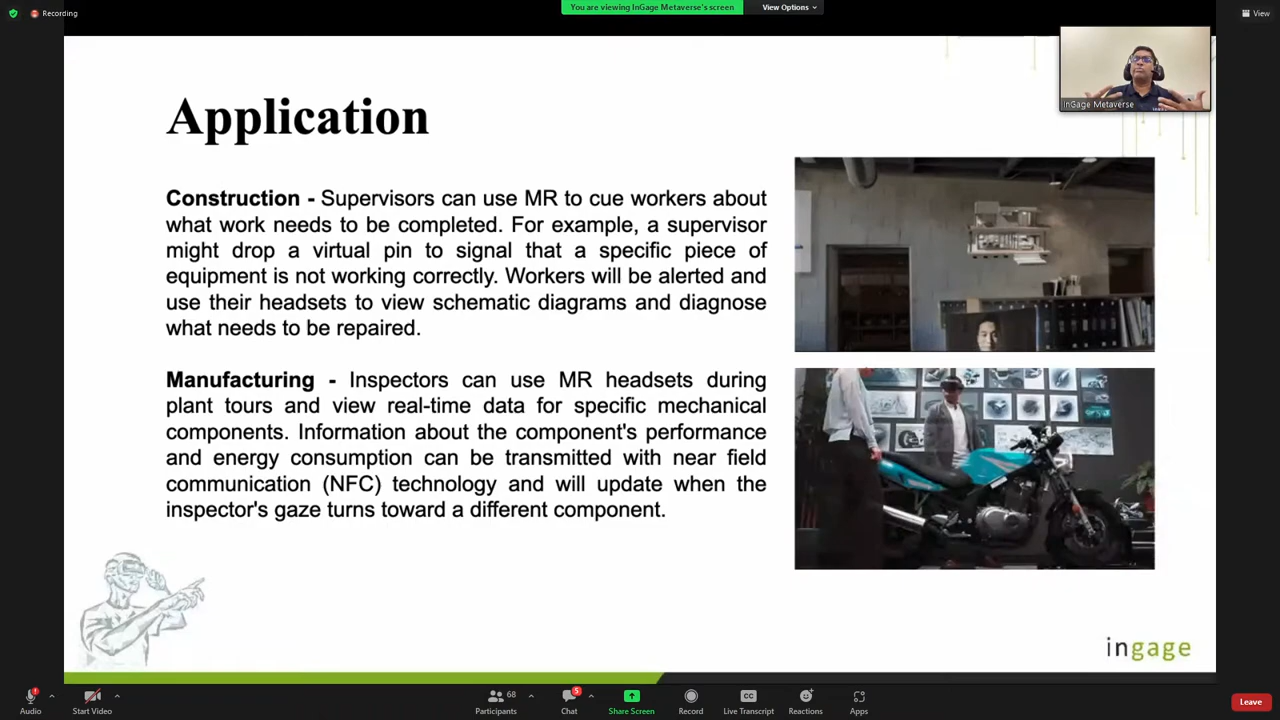 Recording
You are viewing InGage Metaverse's screen
View Options
View
InGage Metaverse
Application
Construction - Supervisors can use MR to cue workers about
what work needs to be completed. For example, a supervisor
might drop a virtual pin to signal that a specific piece of
equipment is not working correctly. Workers will be alerted and
use their headsets to view schematic diagrams and diagnose
what needs to be repaired.
Manufacturing - Inspectors can use MR headsets during
plant tours and view real-time data for specific mechanical
components. Information about the component's performance
and energy consumption can be transmitted with near field
communication (NFC) technology and will update when the
inspector's gaze turns toward a different component.
ingage
Audio
Start Video
Participants
68
Chat
5
Share Screen
Record
CC
Live Transcript
Reactions
Apps
Leave